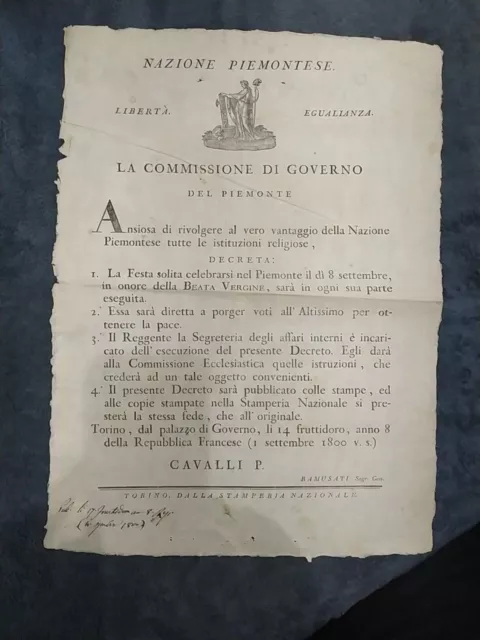 NAZIONE PIEMONTESE.
LIBERTÀ. EGUALIANZA.
LA COMMISSIONE DI GOVERNO
DEL PIEMONTE
Ansiosa di rivolgere al vero vantaggio della Nazione
Piemontese tutte le istituzioni religiose,
DECRETA:
1. La Festa solita celebrarsi nel Piemonte il dì 8 settembre,
in onore della BEATA VERGINE, sarà in ogni sua parte
eseguita.
2.° Essa sarà diretta a porger voti all'Altissimo per ot-
tenere la pace.
3.° Il Reggente la Segreteria degli affari interni è incari-
cato dell'esecuzione del presente Decreto. Egli darà
alla Commissione Ecclesiastica quelle istruzioni, che
crederà ad un tale oggetto convenienti.
4.° Il presente Decreto sarà pubblicato colle stampe, ed
alle copie stampate nella Stamperia Nazionale si pre-
sterà la stessa fede, che all'originale.
Torino, dal palazzo di Governo, li 14 fruttidoro, anno 8
della Repubblica Francese (1 settembre 1800 v. s.)
CAVALLI P.
RAMUSATI Segr. Gen.
TORINO, DALLA STAMPERIA NAZIONALE